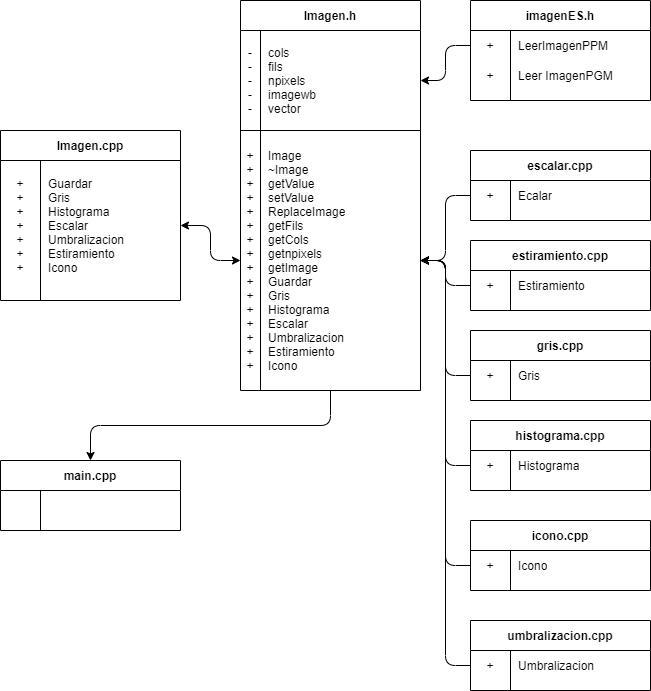 Imagen.h
- cols
- fils
- npixels
- imagewb
- vector
+ Image
+ ~Image
+ getValue
+ setValue
+ ReplaceImage
+ getFils
+ getCols
+ getnpixels
+ getImage
+ Guardar
+ Gris
+ Histograma
+ Escalar
+ Umbralizacion
+ Estiramiento
+ Icono
imagenES.h
+ LeerImagenPPM
+ Leer ImagenPGM
Imagen.cpp
+ Guardar
+ Gris
+ Histograma
+ Escalar
+ Umbralizacion
+ Estiramiento
+ Icono
escalar.cpp
+ Ecalar
estiramiento.cpp
+ Estiramiento
gris.cpp
+ Gris
histograma.cpp
+ Histograma
main.cpp
icono.cpp
+ Icono
umbralizacion.cpp
+ Umbralizacion